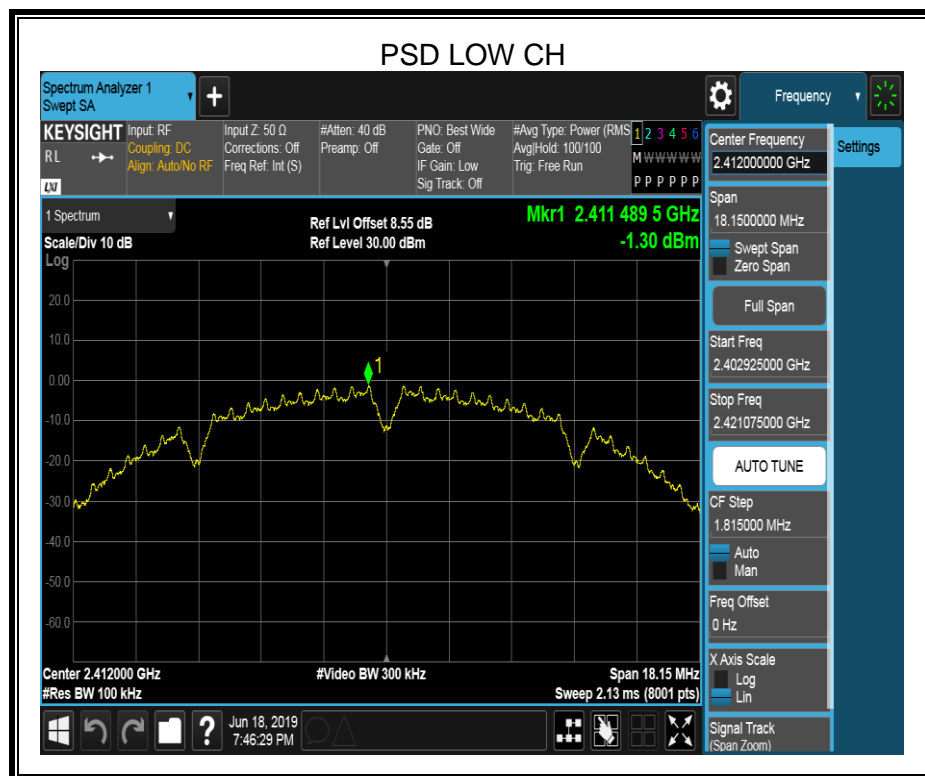 PSD LOW CH
Spectrum Analyzer 1
Swept SA
Frequency
KEYSIGHT
RL
LXI
Input: RF
Coupling: DC
Align: Auto/No RF
Input Z: 50 Ω
Corrections: Off
Freq Ref: Int (S)
#Atten: 40 dB
Preamp: Off
PNO: Best Wide
Gate: Off
IF Gain: Low
Sig Track: Off
#Avg Type: Power (RMS
Avg|Hold: 100/100
Trig: Free Run
1 2 3 4 5 6
M W W W W W
P P P P P P
Center Frequency
2.412000000 GHz
Settings
Span
18.1500000 MHz
Swept Span
Zero Span
Full Span
Start Freq
2.402925000 GHz
Stop Freq
2.421075000 GHz
AUTO TUNE
CF Step
1.815000 MHz
Auto
Man
Freq Offset
0 Hz
X Axis Scale
Log
Lin
Signal Track
(Span Zoom)
1 Spectrum
Scale/Div 10 dB
Ref Lvl Offset 8.55 dB
Ref Level 30.00 dBm
Mkr1 2.411 489 5 GHz
-1.30 dBm
Log
20.0
10.0
0.00
-10.0
-20.0
-30.0
-40.0
-50.0
-60.0
1
Center 2.412000 GHz
#Res BW 100 kHz
#Video BW 300 kHz
Span 18.15 MHz
Sweep 2.13 ms (8001 pts)
?
Jun 18, 2019
7:46:29 PM